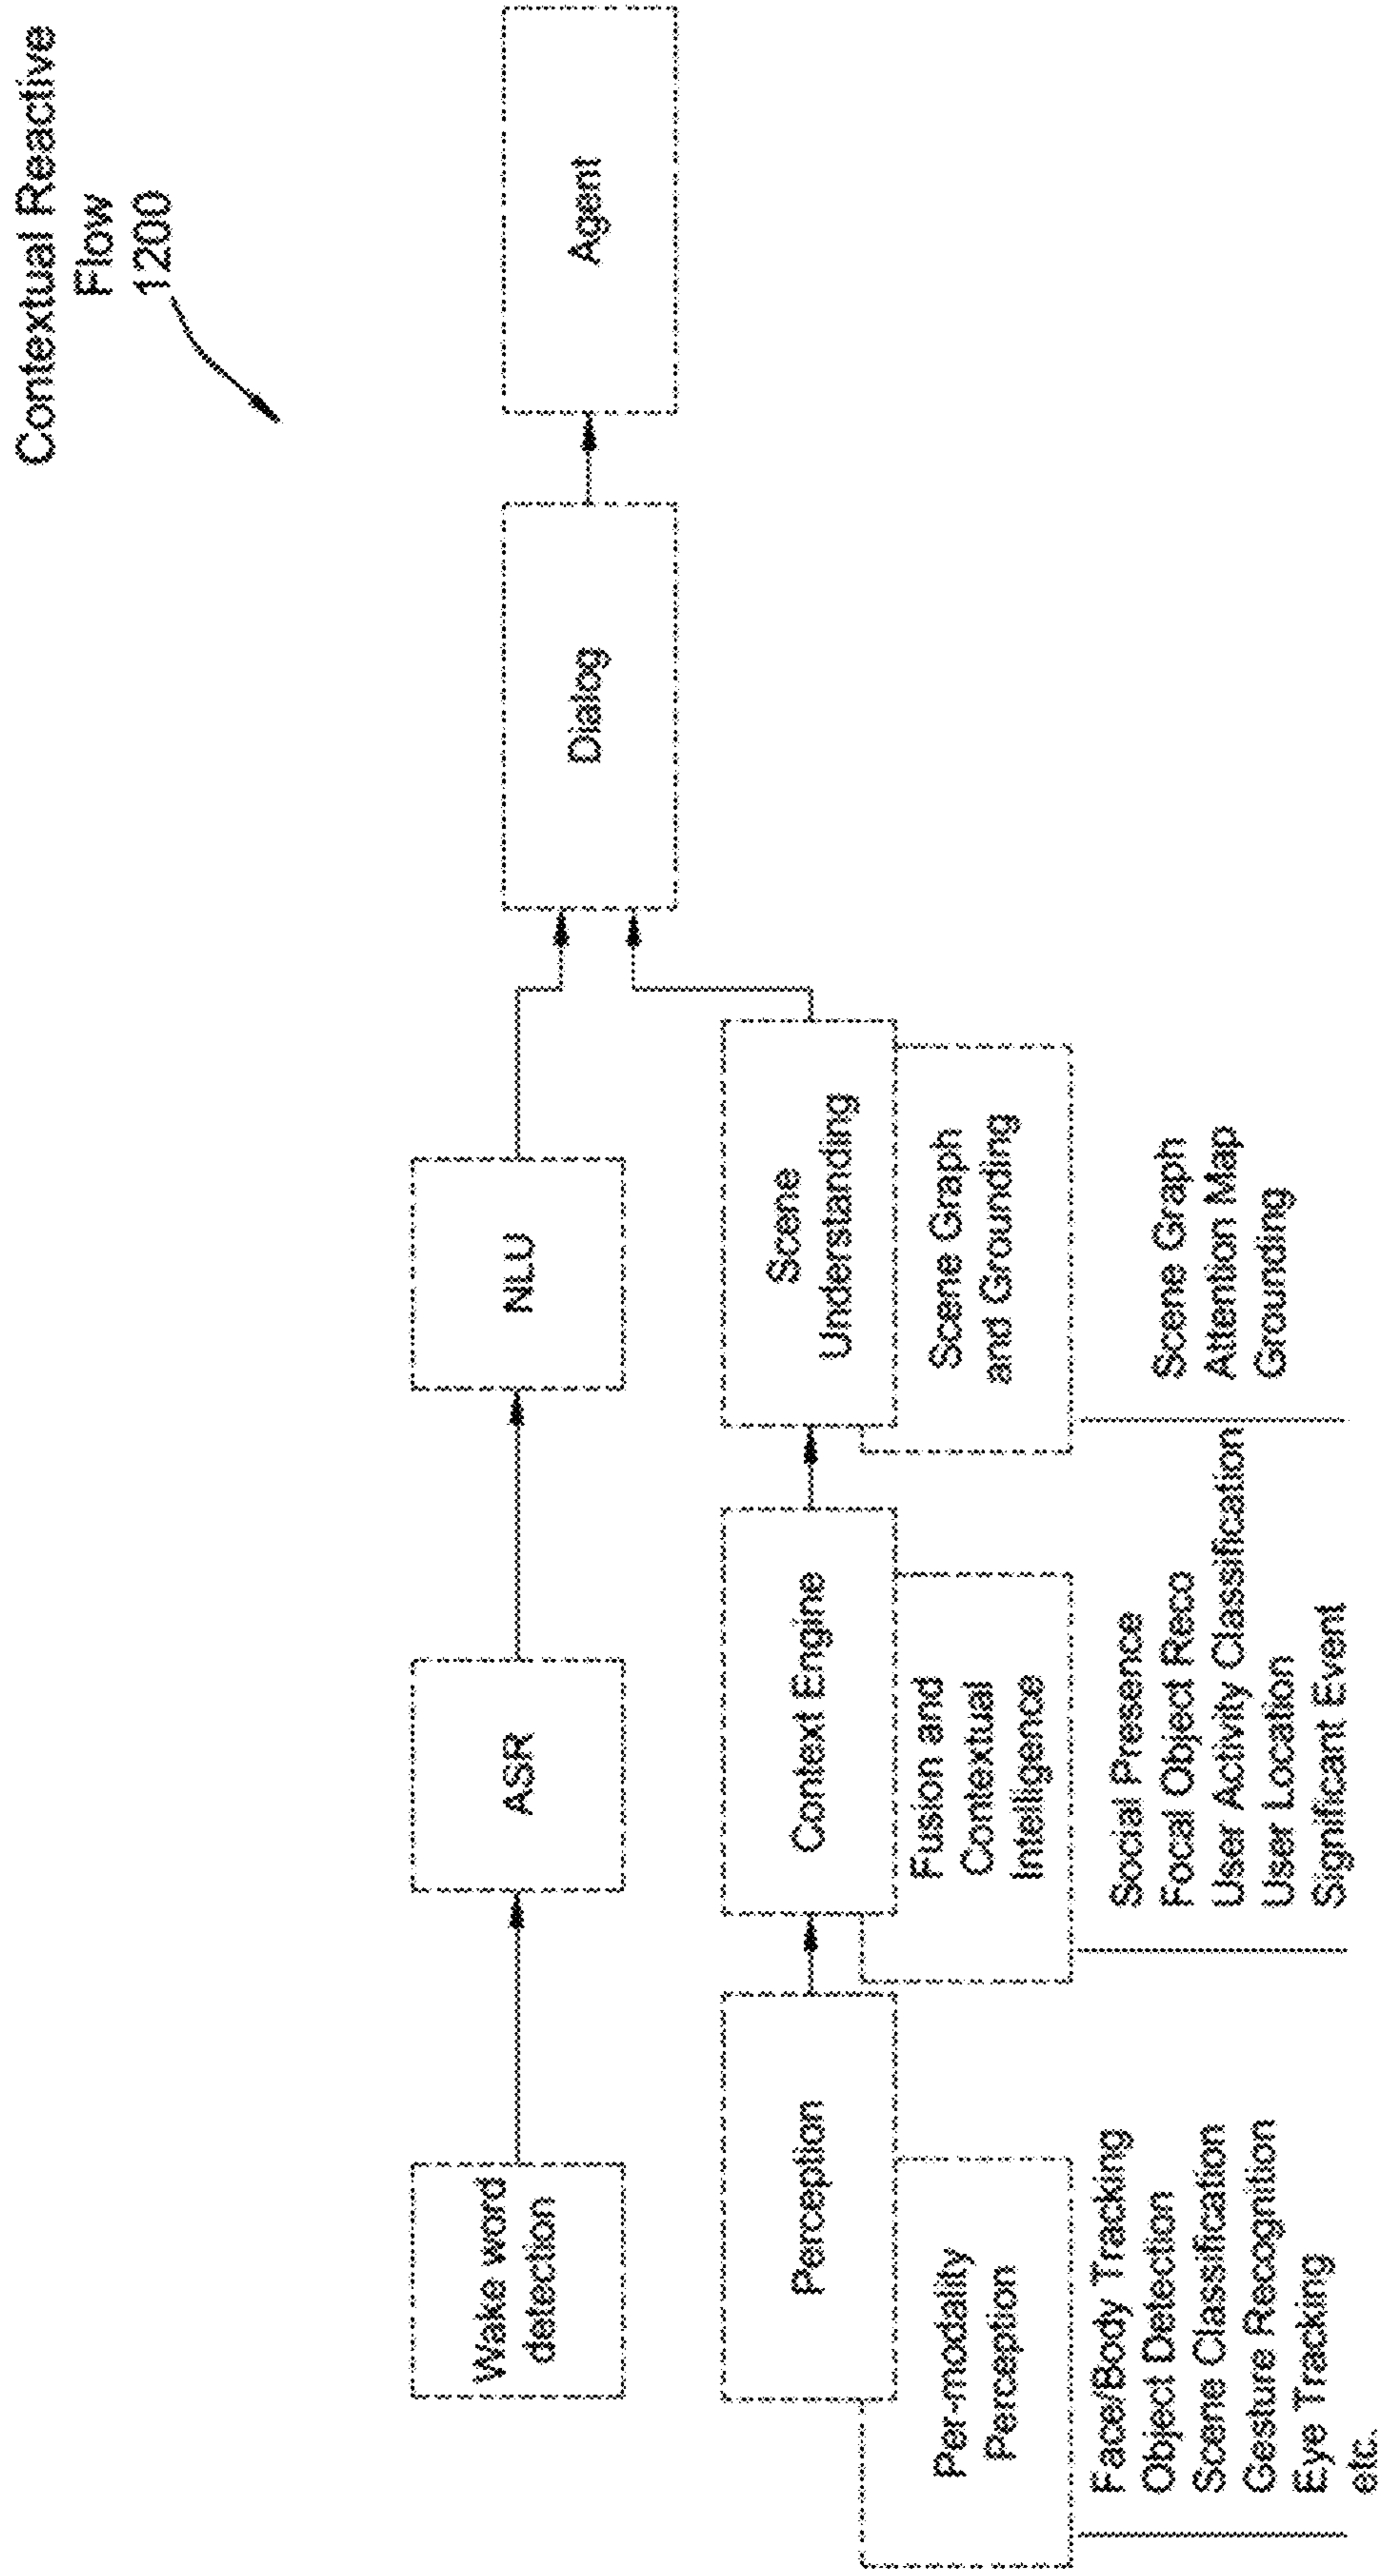 Contextual Reactive
Flow
1200
Wake word
detection
ASR
NLU
Dialog
Agent
Perception
Context Engine
Scene
Understanding
Per-modality
Perception
Fusion and
Contextual
Intelligence
Scene Graph
and Grounding
Face/Body Tracking
Object Detection
Scene Classification
Gesture Recognition
Eye Tracking
etc.
Social Presence
Focal Object Reco
User Activity Classification
User Location
Significant Event
Scene Graph
Attention Map
Grounding